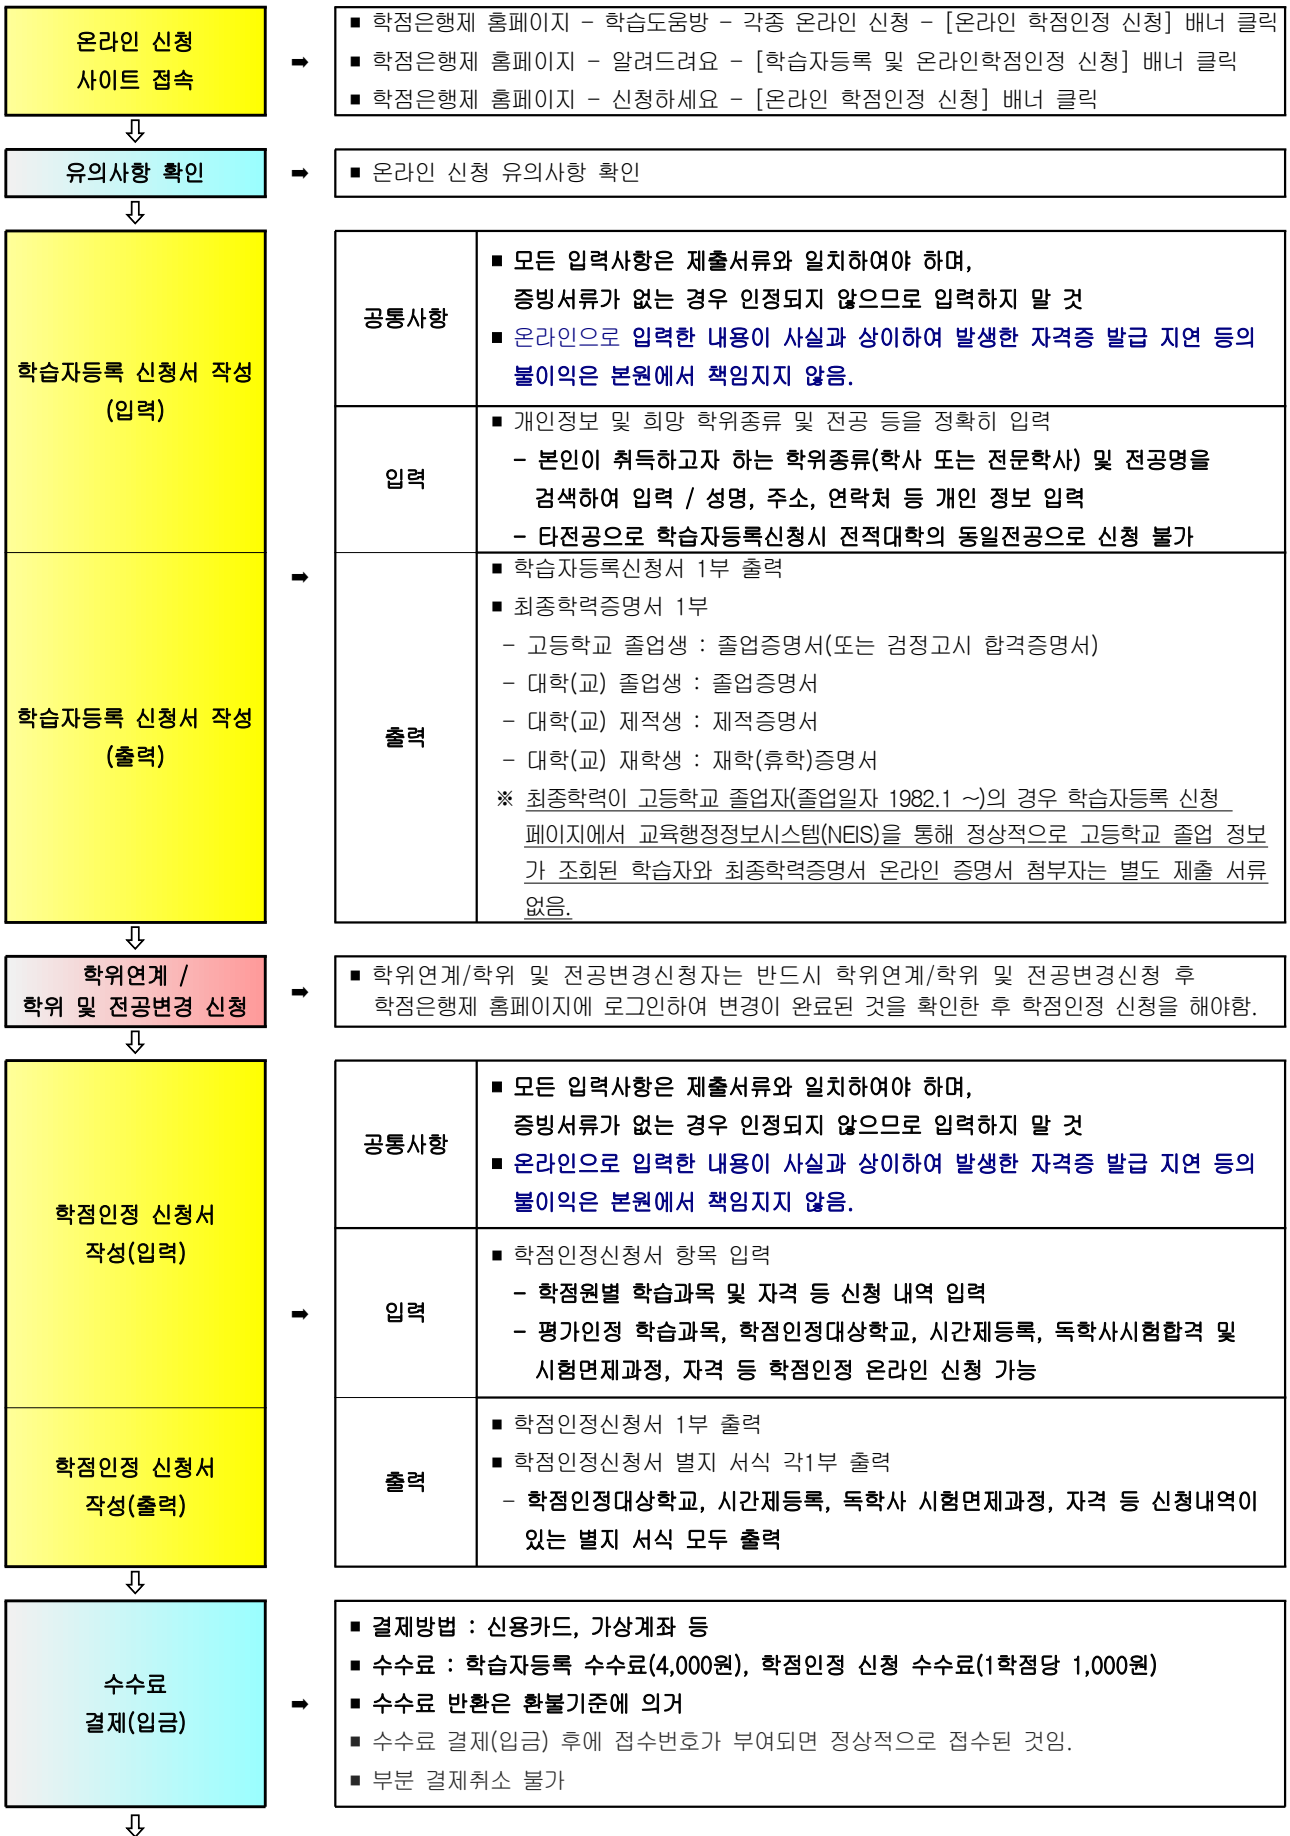 온라인 신청
사이트 접속
➡
■ 학점은행제 홈페이지 - 학습도움방 - 각종 온라인 신청 - [온라인 학점인정 신청] 배너 클릭
■ 학점은행제 홈페이지 - 알려드려요 - [학습자등록 및 온라인학점인정 신청] 배너 클릭
■ 학점은행제 홈페이지 - 신청하세요 - [온라인 학점인정 신청] 배너 클릭
⇩
유의사항 확인
➡
■ 온라인 신청 유의사항 확인
⇩
학습자등록 신청서 작성
(입력)
학습자등록 신청서 작성
(출력)
➡
공통사항
■ 모든 입력사항은 제출서류와 일치하여야 하며,
증빙서류가 없는 경우 인정되지 않으므로 입력하지 말 것
■ 온라인으로 입력한 내용이 사실과 상이하여 발생한 자격증 발급 지연 등의
불이익은 본원에서 책임지지 않음.
입력
■ 개인정보 및 희망 학위종류 및 전공 등을 정확히 입력
- 본인이 취득하고자 하는 학위종류(학사 또는 전문학사) 및 전공명을
검색하여 입력 / 성명, 주소, 연락처 등 개인 정보 입력
- 타전공으로 학습자등록신청시 전적대학의 동일전공으로 신청 불가
출력
■ 학습자등록신청서 1부 출력
■ 최종학력증명서 1부
- 고등학교 졸업생 : 졸업증명서(또는 검정고시 합격증명서)
- 대학(교) 졸업생 : 졸업증명서
- 대학(교) 제적생 : 제적증명서
- 대학(교) 재학생 : 재학(휴학)증명서
※ 최종학력이 고등학교 졸업자(졸업일자 1982.1 ~)의 경우 학습자등록 신청
페이지에서 교육행정정보시스템(NEIS)을 통해 정상적으로 고등학교 졸업 정보
가 조회된 학습자와 최종학력증명서 온라인 증명서 첨부자는 별도 제출 서류
없음.
⇩
학위연계 /
학위 및 전공변경 신청
➡
■ 학위연계/학위 및 전공변경신청자는 반드시 학위연계/학위 및 전공변경신청 후
학점은행제 홈페이지에 로그인하여 변경이 완료된 것을 확인한 후 학점인정 신청을 해야함.
⇩
학점인정 신청서
작성(입력)
학점인정 신청서
작성(출력)
➡
공통사항
■ 모든 입력사항은 제출서류와 일치하여야 하며,
증빙서류가 없는 경우 인정되지 않으므로 입력하지 말 것
■ 온라인으로 입력한 내용이 사실과 상이하여 발생한 자격증 발급 지연 등의
불이익은 본원에서 책임지지 않음.
입력
■ 학점인정신청서 항목 입력
- 학점원별 학습과목 및 자격 등 신청 내역 입력
- 평가인정 학습과목, 학점인정대상학교, 시간제등록, 독학사시험합격 및
시험면제과정, 자격 등 학점인정 온라인 신청 가능
출력
■ 학점인정신청서 1부 출력
■ 학점인정신청서 별지 서식 각1부 출력
- 학점인정대상학교, 시간제등록, 독학사 시험면제과정, 자격 등 신청내역이
있는 별지 서식 모두 출력
⇩
수수료
결제(입금)
➡
■ 결제방법 : 신용카드, 가상계좌 등
■ 수수료 : 학습자등록 수수료(4,000원), 학점인정 신청 수수료(1학점당 1,000원)
■ 수수료 반환은 환불기준에 의거
■ 수수료 결제(입금) 후에 접수번호가 부여되면 정상적으로 접수된 것임.
■ 부분 결제취소 불가
⇩